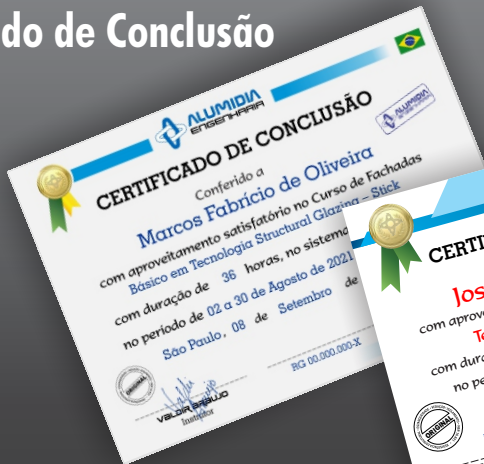 do de Conclusão
ALUMIDIA
ENGENHARIA
ALUMIDIA
CERTIFICADO DE CONCLUSÃO
Conferido a
Marcos Fabrício de Oliveira
com aproveitamento satisfatório no Curso de Fachadas
Básico em Tecnologia Structural Glazing – Stick
com duração de 36 horas, no sistema
no período de 02 a 30 de Agosto de 2021
São Paulo, 08 de Setembro de
ORIGINAL
VALDIR ARAUJO
Instrutor
RG 00.000.000-X
CERTI
Jos
com aprov
Te
com dura
no pe
ORIGINAL